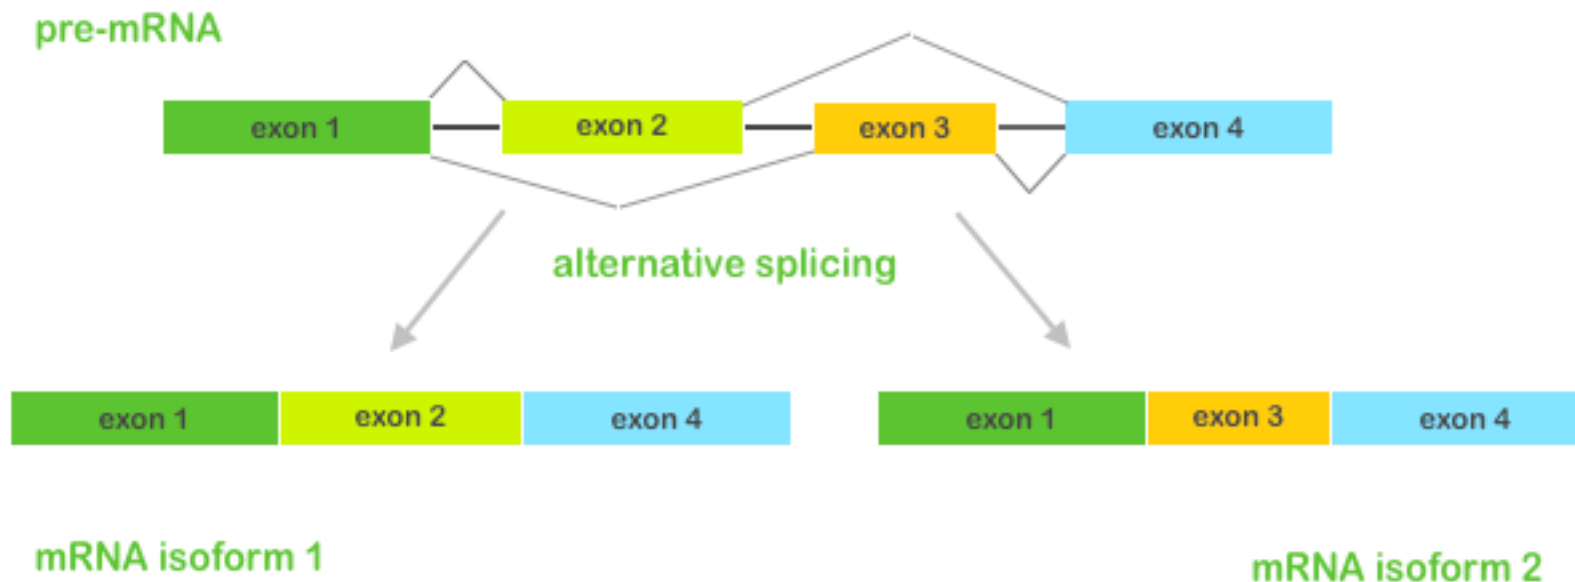 pre-mRNA
exon 1 exon 2 exon 3 exon 4
alternative splicing
exon 1 exon 2 exon 4 exon 1 exon 3 exon 4
mRNA isoform 1 mRNA isoform 2